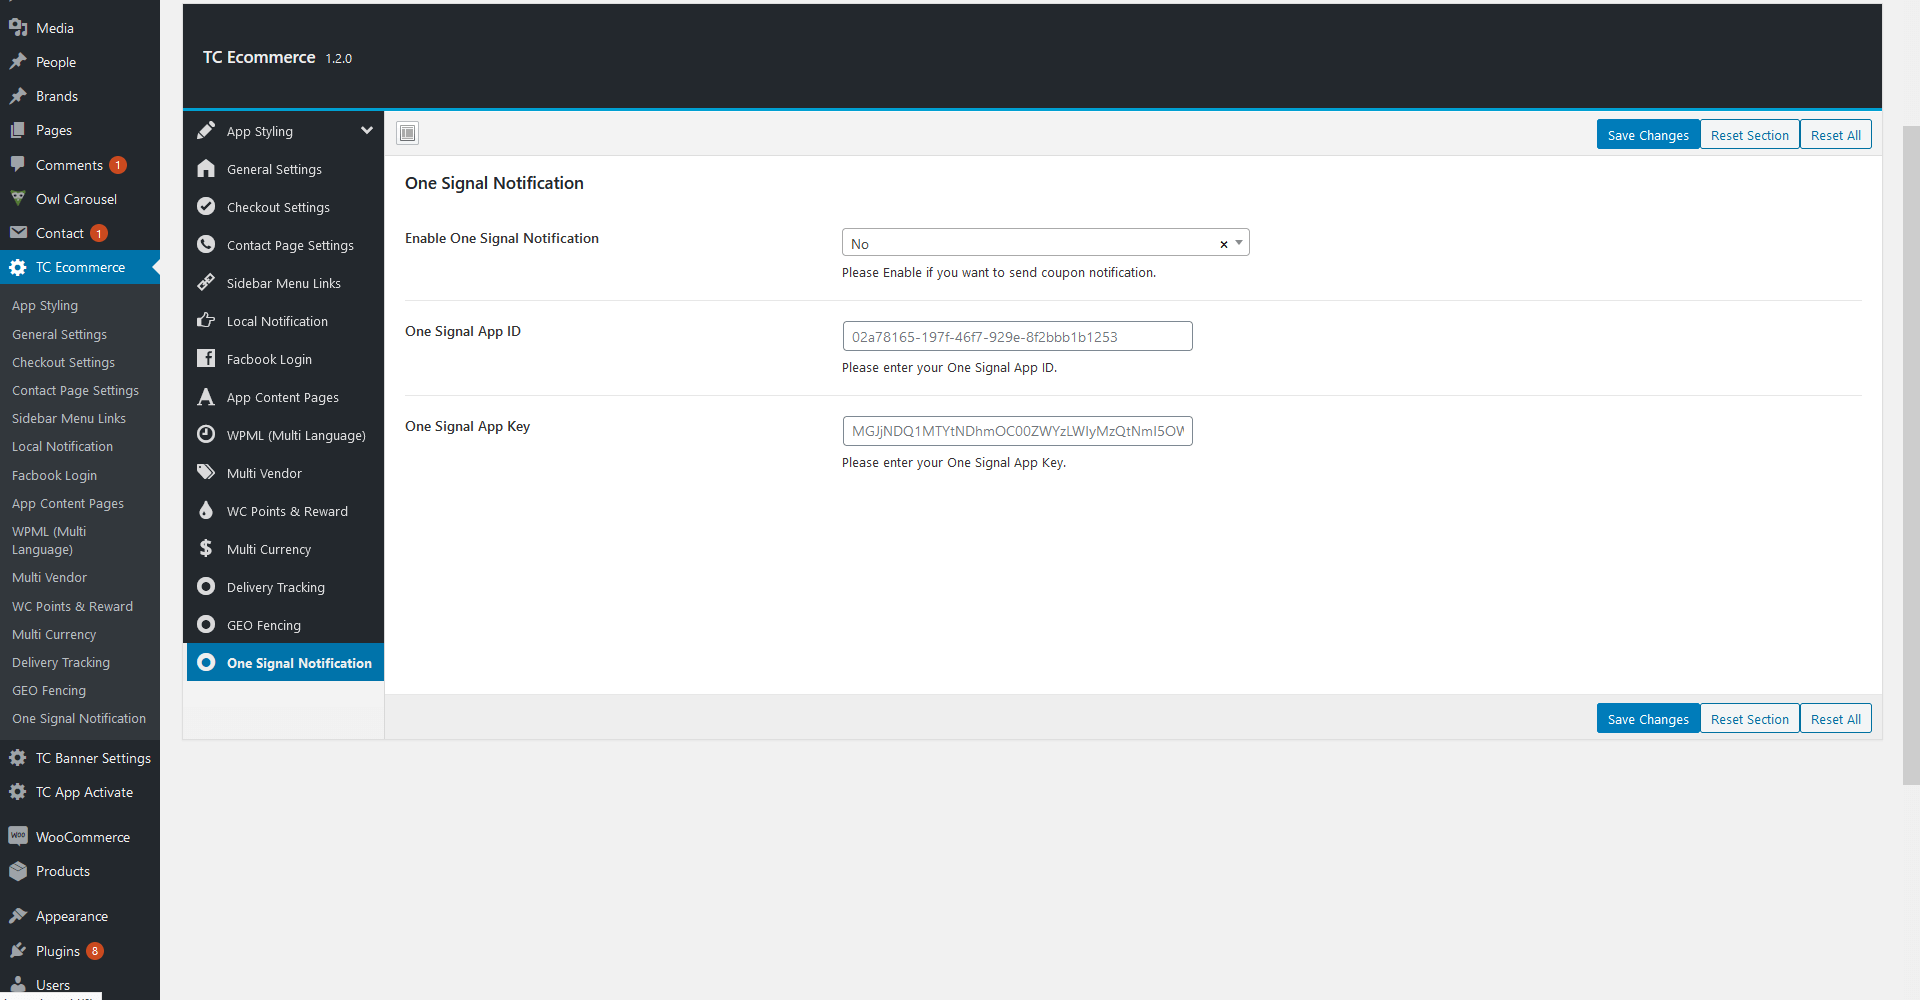 Media
People
Brands
Pages
Comments 1
Owl Carousel
Contact 1
TC Ecommerce
App Styling
General Settings
Checkout Settings
Contact Page Settings
Sidebar Menu Links
Local Notification
Facbook Login
App Content Pages
WPML (Multi
Language)
Multi Vendor
WC Points & Reward
Multi Currency
Delivery Tracking
GEO Fencing
One Signal Notification
TC Banner Settings
TC App Activate
WooCommerce
Products
Appearance
Plugins 8
Users
TC Ecommerce 1.2.0
App Styling
General Settings
Checkout Settings
Contact Page Settings
Sidebar Menu Links
Local Notification
Facbook Login
App Content Pages
WPML (Multi Language)
Multi Vendor
WC Points & Reward
Multi Currency
Delivery Tracking
GEO Fencing
One Signal Notification
Save Changes Reset Section Reset All
One Signal Notification
Enable One Signal Notification
No
Please Enable if you want to send coupon notification.
One Signal App ID
02a78165-197f-46f7-929e-8f2bbb1b1253
Please enter your One Signal App ID.
One Signal App Key
Please enter your One Signal App Key.
Save Changes Reset Section Reset All